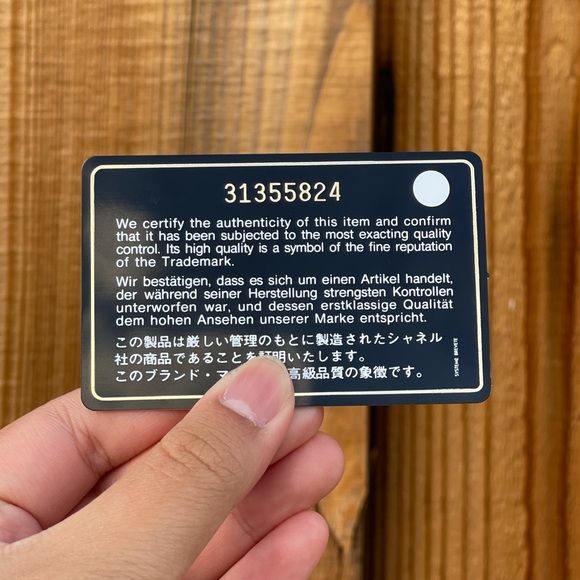 31355824
We certify the authenticity of this item and confirm
that it has been subjected to the most exacting quality
control. Its high quality is a symbol of the fine reputation
of the Trademark.
Wir bestätigen, dass es sich um einen Artikel handelt,
der während seiner Herstellung strengsten Kontrollen
unterworfen war, und dessen erstklassige Qualität
dem hohen Ansehen unserer Marke entspricht.
この製品は厳しい管理のもとに製造されたシャネル
社の商品であることを証明いたします。
このブランド・マ 高級品質の象徴です。